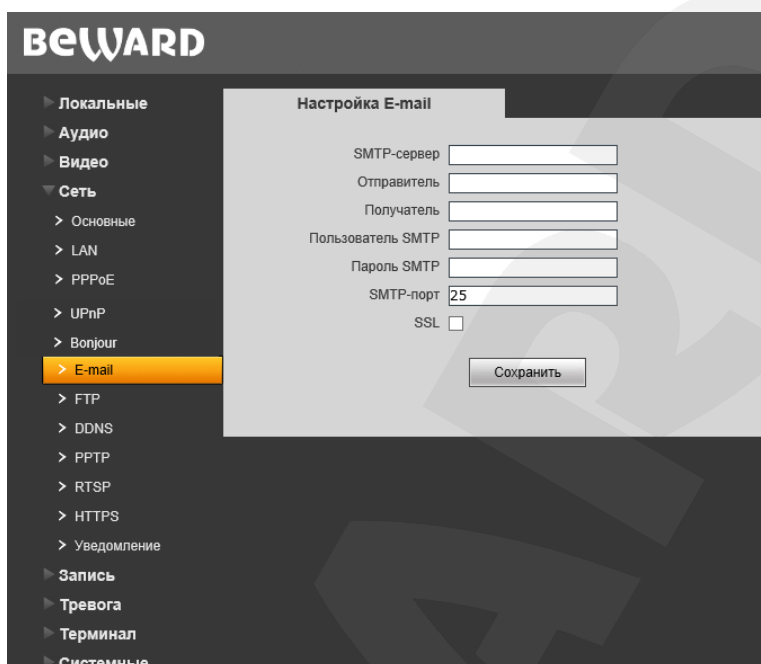 BEWARD
Локальные
Аудио
Видео
Сеть
> Основные
> LAN
> PPPoE
> UPnP
> Bonjour
> E-mail
> FTP
> DDNS
> PPTP
> RTSP
> HTTPS
> Уведомление
Запись
Тревога
Терминал
Системные
Настройка E-mail
SMTP-сервер
Отправитель
Получатель
Пользователь SMTP
Пароль SMTP
SMTP-порт 25
SSL
Сохранить